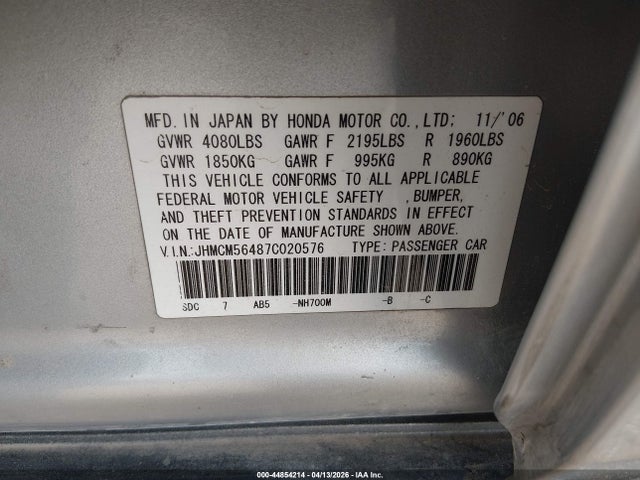 MFD. IN JAPAN BY HONDA MOTOR CO., LTD: 11/'06
GVWR 4080LBS GAWR F 2195LBS R 1960LBS
GVWR 1850KG GAWR F 995KG R 890KG
THIS VEHICLE CONFORMS TO ALL APPLICABLE
FEDERAL MOTOR VEHICLE SAFETY ,BUMPER,
AND THEFT PREVENTION STANDARDS IN EFFECT
ON THE DATE OF MANUFACTURE SHOWN ABOVE.
V.I.N.:JHMCM56487C020576 TYPE: PASSENGER CAR
SDC 7 AB5 -NH700M -B -C
000-44854214 - 04/13/2026 - IAA Inc.